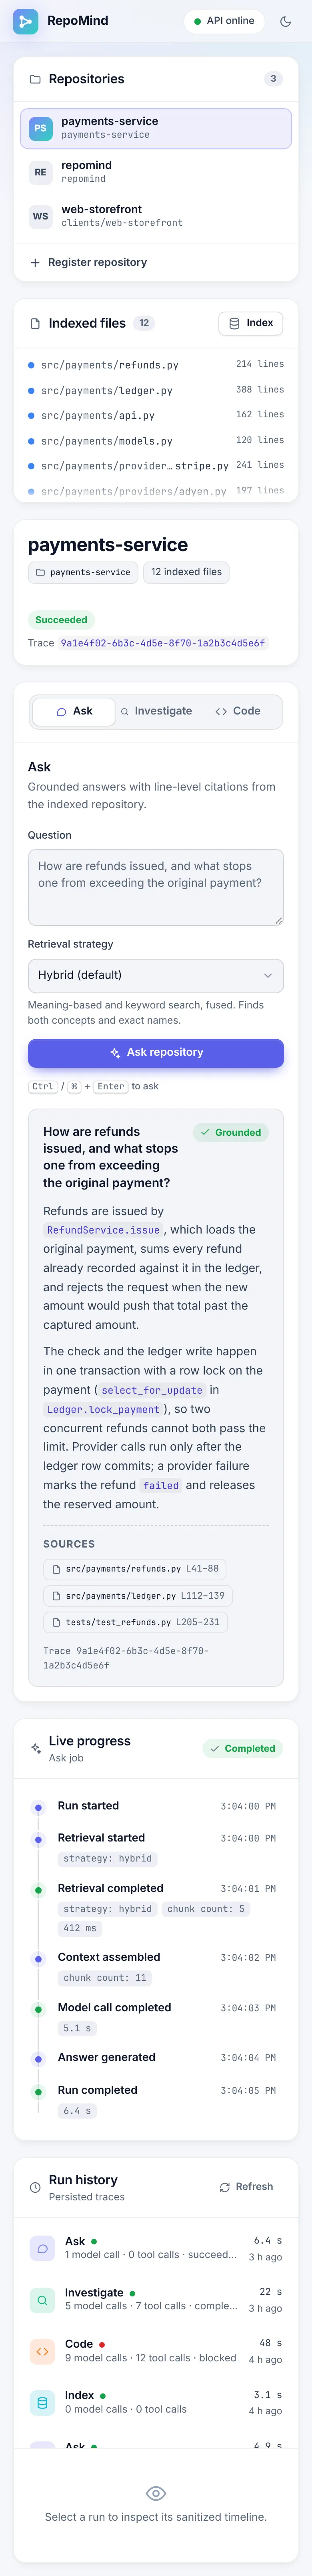 RepoMind
API online
Repositories
3
PS
payments-service
payments-service
RE
repomind
repomind
WS
web-storefront
clients/web-storefront
Register repository
Indexed files 12
Index
src/payments/refunds.py 214 lines
src/payments/ledger.py 388 lines
src/payments/api.py 162 lines
src/payments/models.py 120 lines
src/payments/provider… stripe.py 241 lines
src/payments/providers/adyen.py 197 lines
payments-service
payments-service 12 indexed files
Succeeded
Trace 9a1e4f02-6b3c-4d5e-8f70-1a2b3c4d5e6f
Ask Investigate Code
Ask
Grounded answers with line-level citations from
the indexed repository.
Question
How are refunds issued, and what stops
one from exceeding the original payment?
Retrieval strategy
Hybrid (default)
Meaning-based and keyword search, fused. Finds
both concepts and exact names.
Ask repository
Ctrl / ⌘ + Enter to ask
How are refunds
issued, and what stops
one from exceeding
the original payment?
Grounded
Refunds are issued by
RefundService.issue, which loads the
original payment, sums every refund
already recorded against it in the ledger,
and rejects the request when the new
amount would push that total past the
captured amount.
The check and the ledger write happen
in one transaction with a row lock on the
payment (select_for_update in
Ledger.lock_payment), so two
concurrent refunds cannot both pass the
limit. Provider calls run only after the
ledger row commits; a provider failure
marks the refund failed and releases
the reserved amount.
SOURCES
src/payments/refunds.py L41–88
src/payments/ledger.py L112–139
tests/test_refunds.py L205–231
Trace 9a1e4f02-6b3c-4d5e-8f70-
1a2b3c4d5e6f
Live progress
Ask job
Completed
Run started 3:04:00 PM
Retrieval started 3:04:00 PM
strategy: hybrid
Retrieval completed 3:04:01 PM
strategy: hybrid chunk count: 5
412 ms
Context assembled 3:04:02 PM
chunk count: 11
Model call completed 3:04:03 PM
5.1 s
Answer generated 3:04:04 PM
Run completed 3:04:05 PM
6.4 s
Run history
Persisted traces
Refresh
Ask 6.4 s
1 model call · 0 tool calls · succeed… 3 h ago
Investigate 22 s
5 model calls · 7 tool calls · comple… 3 h ago
Code 48 s
9 model calls · 12 tool calls · blocked 4 h ago
Index 3.1 s
0 model calls · 0 tool calls 4 h ago
Ask 4.9 s
Select a run to inspect its sanitized timeline.